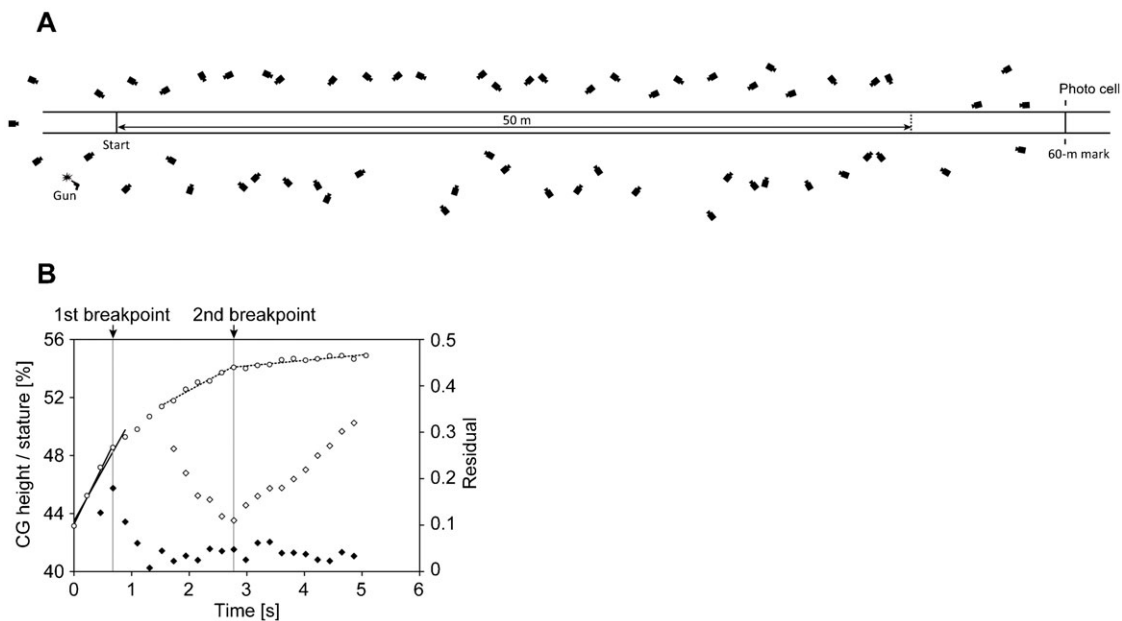 A
Photo cell
50 m
Start
60-m mark
Gun
B
1st breakpoint 2nd breakpoint
56 0.5
52 0.4
48 0.3
44 0.2
40 0.1
0
0 1 2 3 4 5 6
CG height / stature [%]
Residual
Time [s]